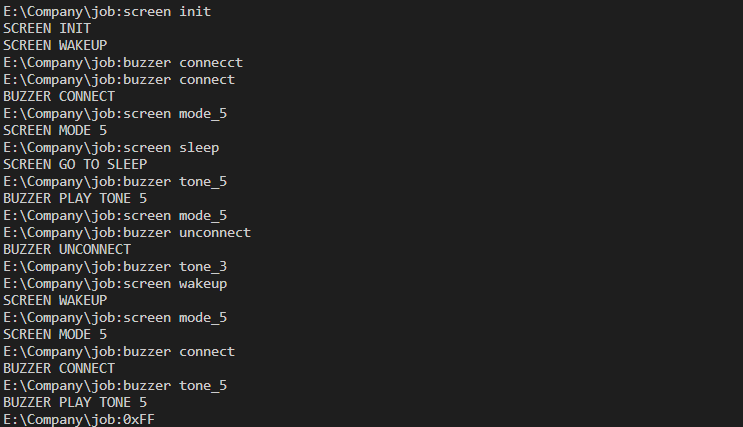 E:\Company\job:screen init
SCREEN INIT
SCREEN WAKEUP
E:\Company\job:buzzer connecct
E:\Company\job:buzzer connect
BUZZER CONNECT
E:\Company\job:screen mode_5
SCREEN MODE 5
E:\Company\job:screen sleep
SCREEN GO TO SLEEP
E:\Company\job:buzzer tone_5
BUZZER PLAY TONE 5
E:\Company\job:screen mode_5
E:\Company\job:buzzer unconnect
BUZZER UNCONNECT
E:\Company\job:buzzer tone_3
E:\Company\job:screen wakeup
SCREEN WAKEUP
E:\Company\job:screen mode_5
SCREEN MODE 5
E:\Company\job:buzzer connect
BUZZER CONNECT
E:\Company\job:buzzer tone_5
BUZZER PLAY TONE 5
E:\Company\job:0xFF